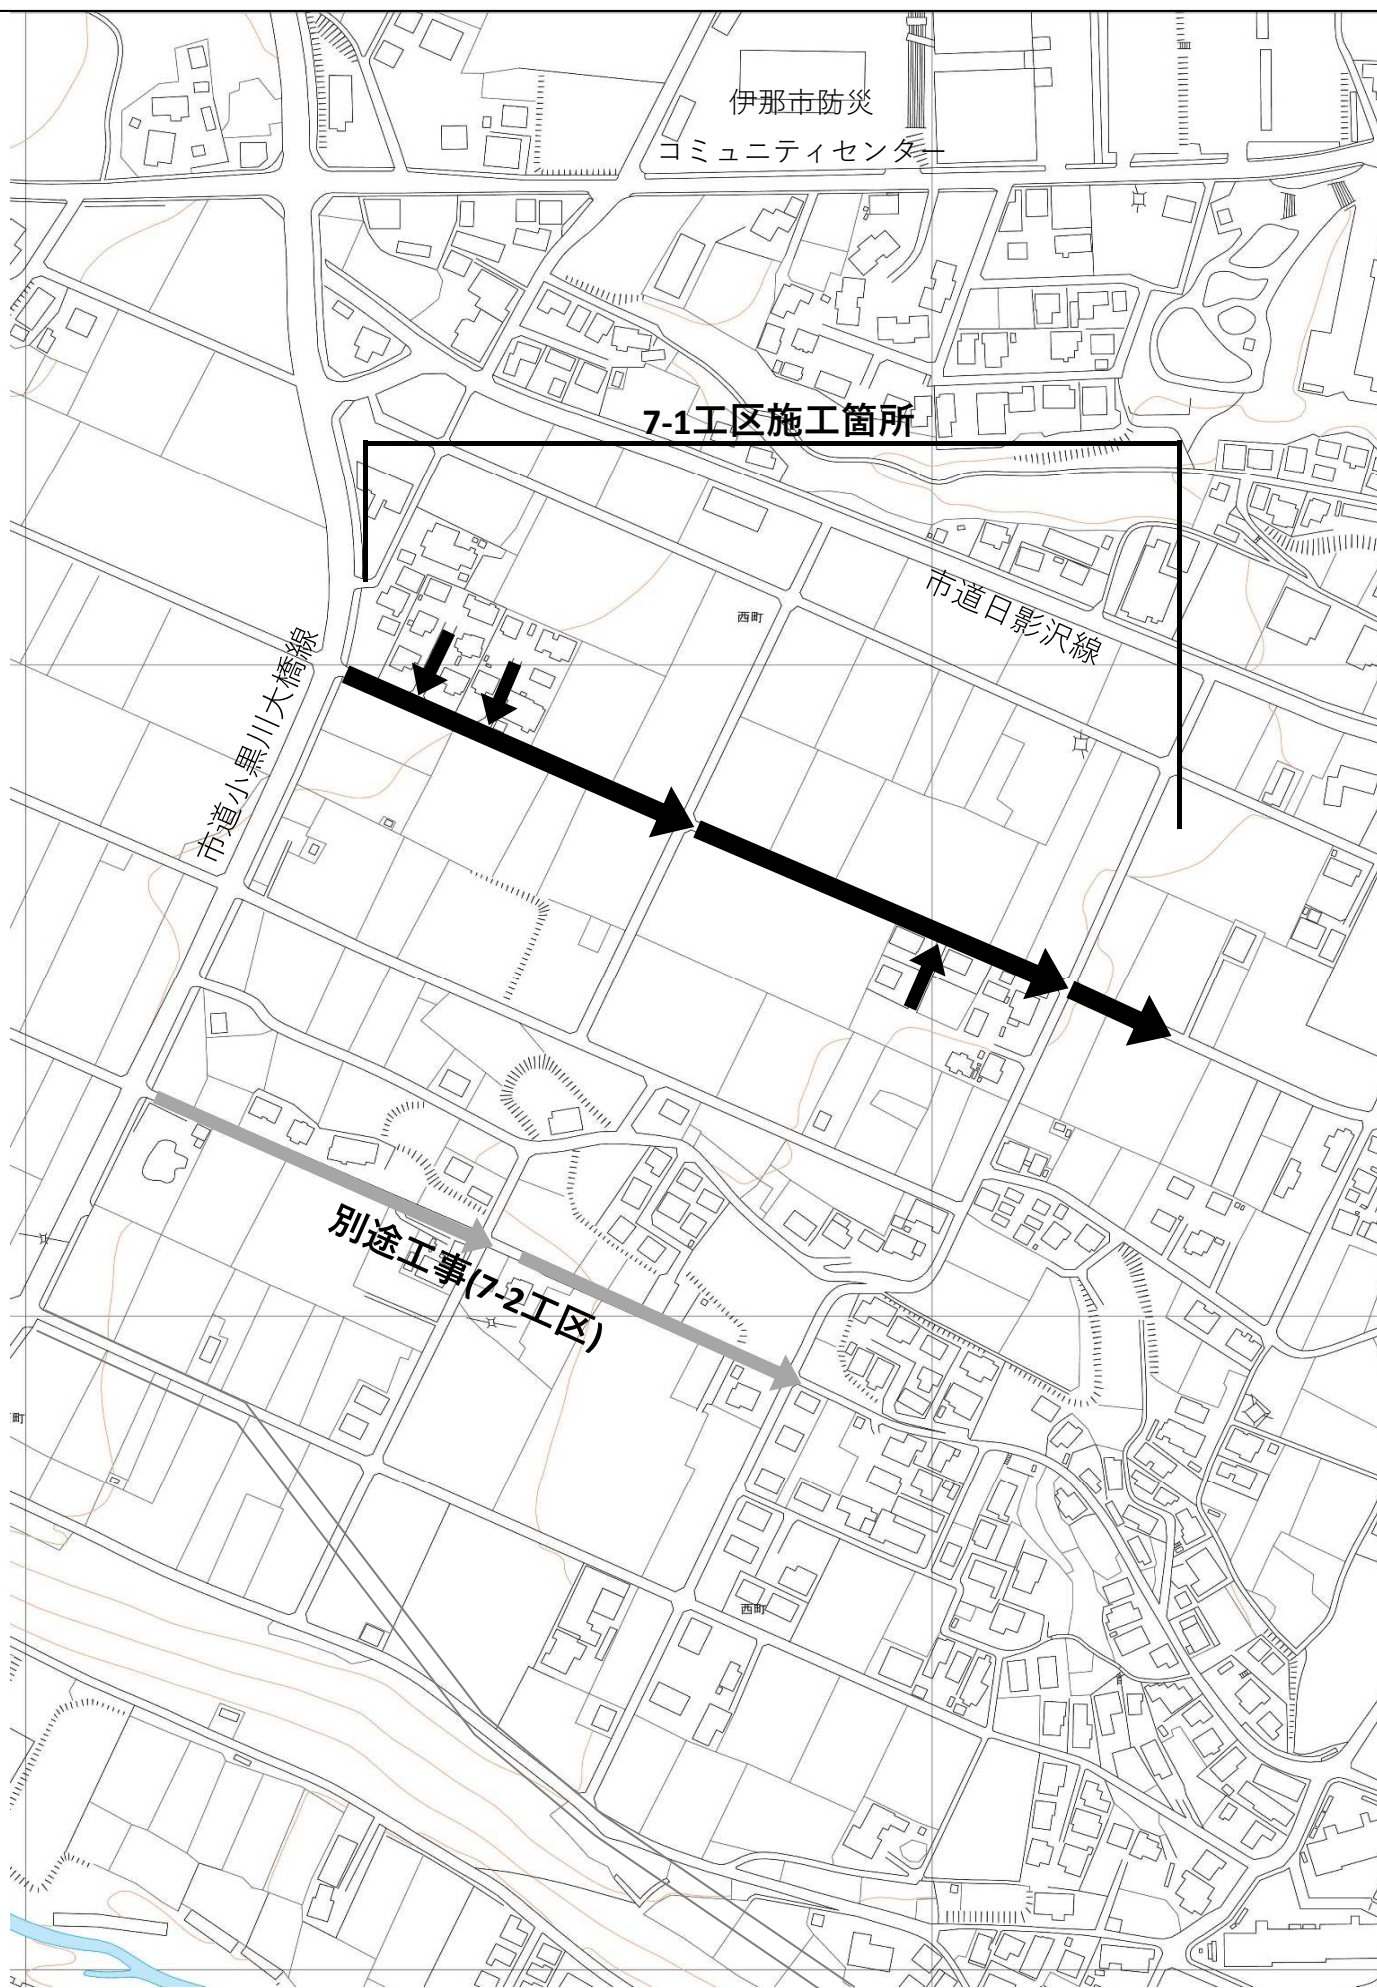 伊那市防災
コミュニティセンター
7-1工区施工箇所
市道日影沢線
西町
市道小黒川大橋線
別途工事(7-2工区)
町
西町